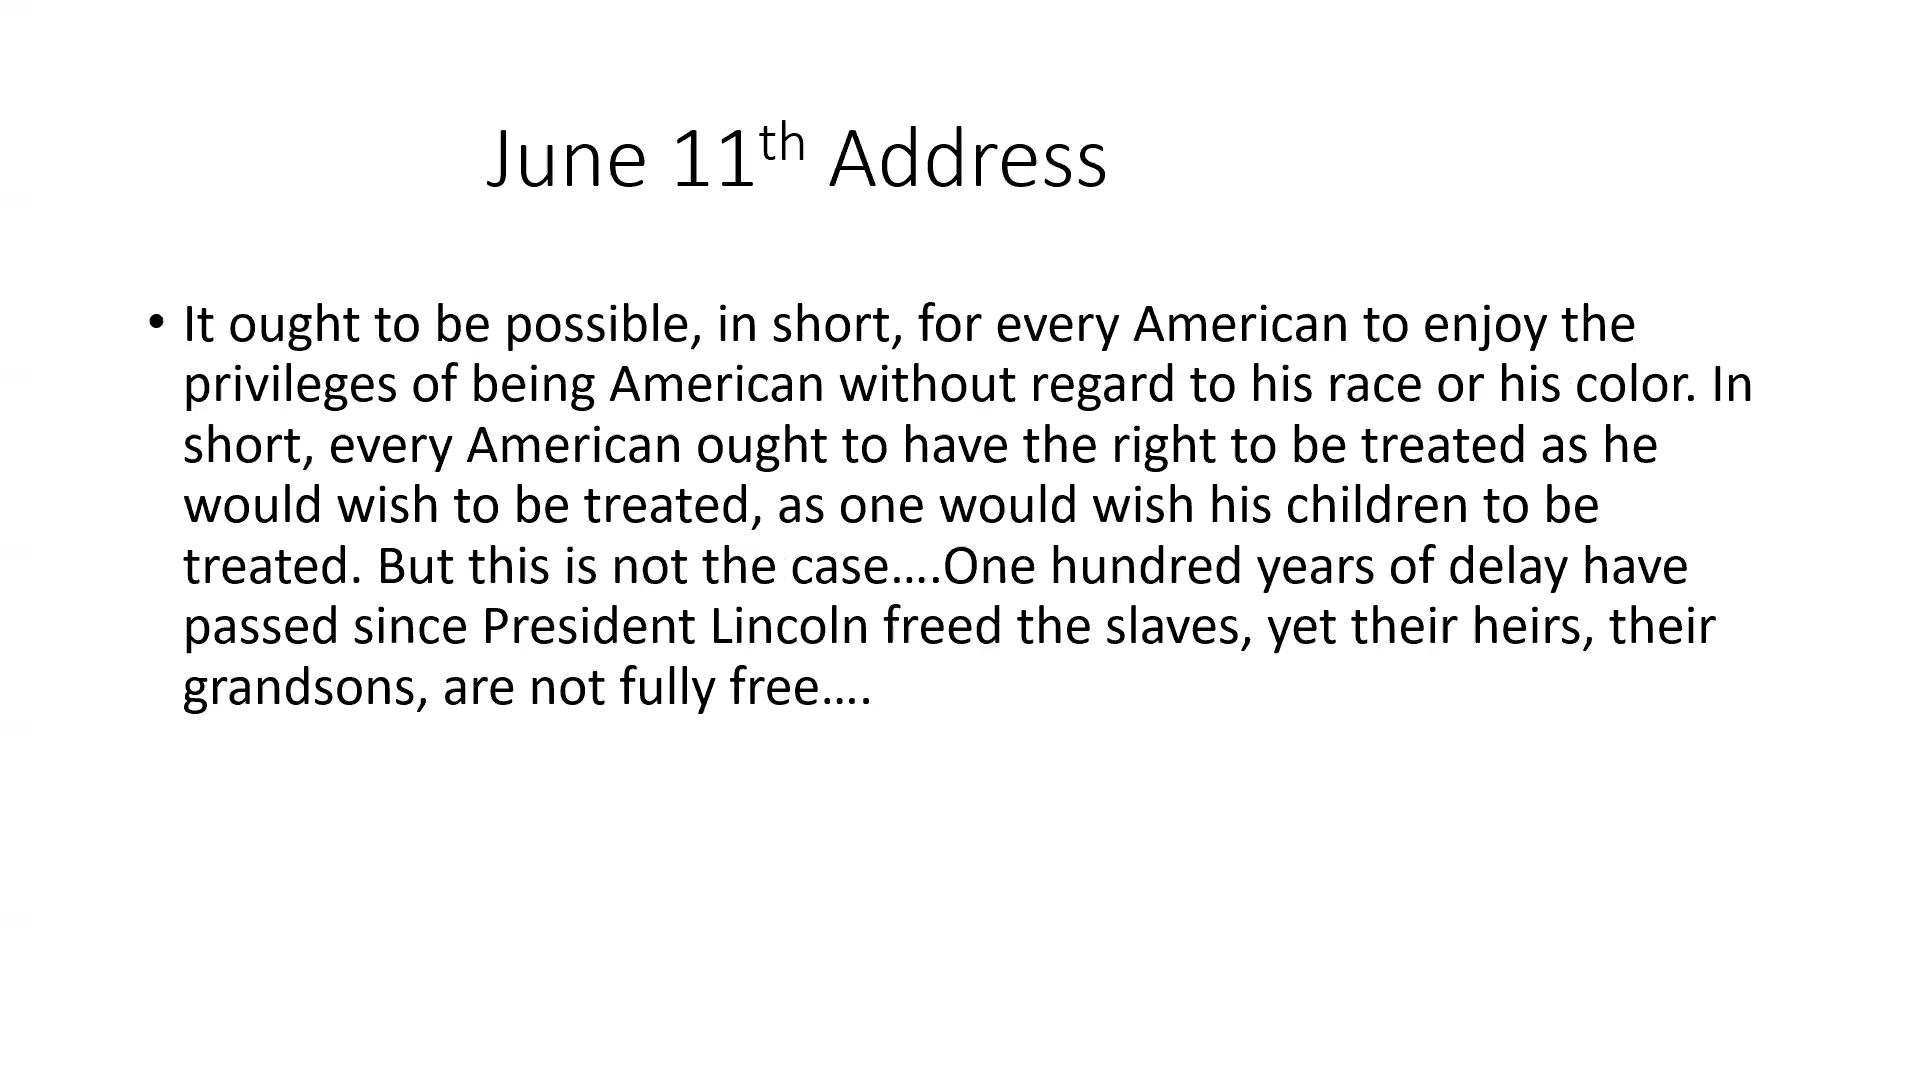 June 11th Address
• It ought to be possible, in short, for every American to enjoy the
privileges of being American without regard to his race or his color. In
short, every American ought to have the right to be treated as he
would wish to be treated, as one would wish his children to be
treated. But this is not the case….One hundred years of delay have
passed since President Lincoln freed the slaves, yet their heirs, their
grandsons, are not fully free….